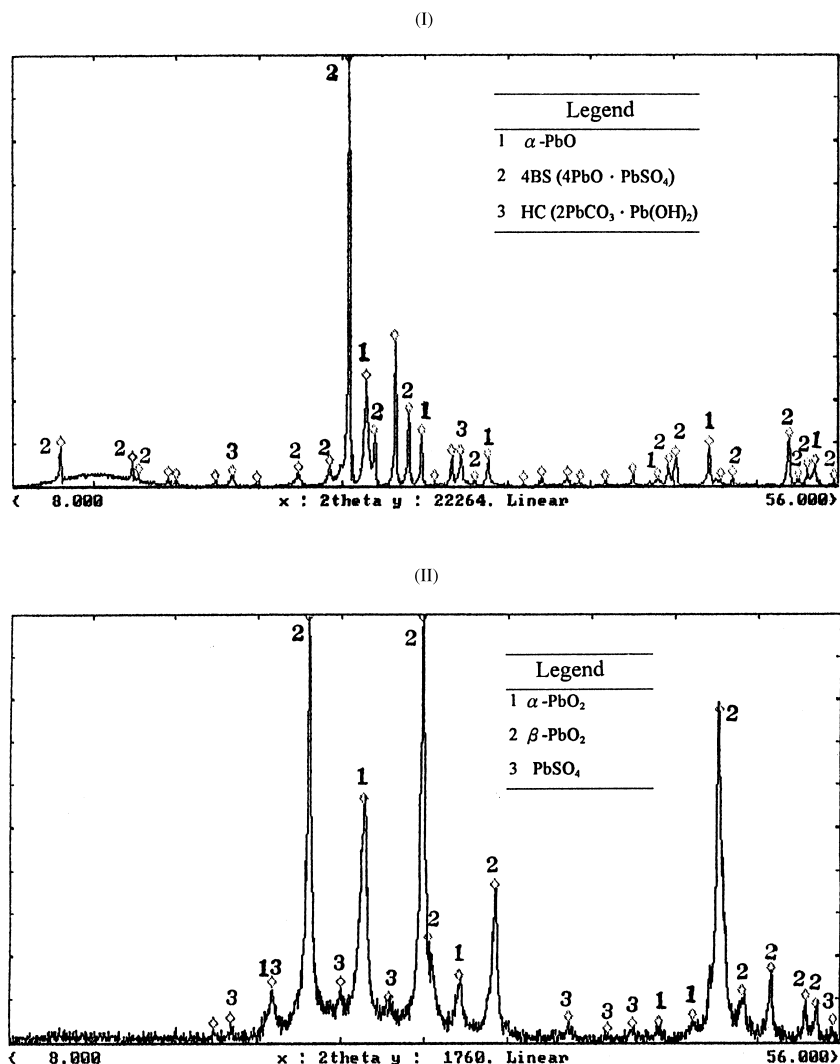 (I)
2
Legend
1 α-PbO
2 4BS (4PbO · PbSO₄)
3 HC (2PbCO₃ · Pb(OH)₂)
1
2
2
2 2 2 3 2 2 1 3 2 1 1 2 2 1 2 2 2 2 1 2
< 8.000 x : 2theta y : 22264. Linear 56.000>
(II)
2 2
Legend
1 α-PbO₂
2 β-PbO₂
3 PbSO₄
2
1
2
2
13 3 3 1 2 2 2 2
3 3 3 3 1 1 3
< 8.000 x : 2theta y : 1760. Linear 56.000>